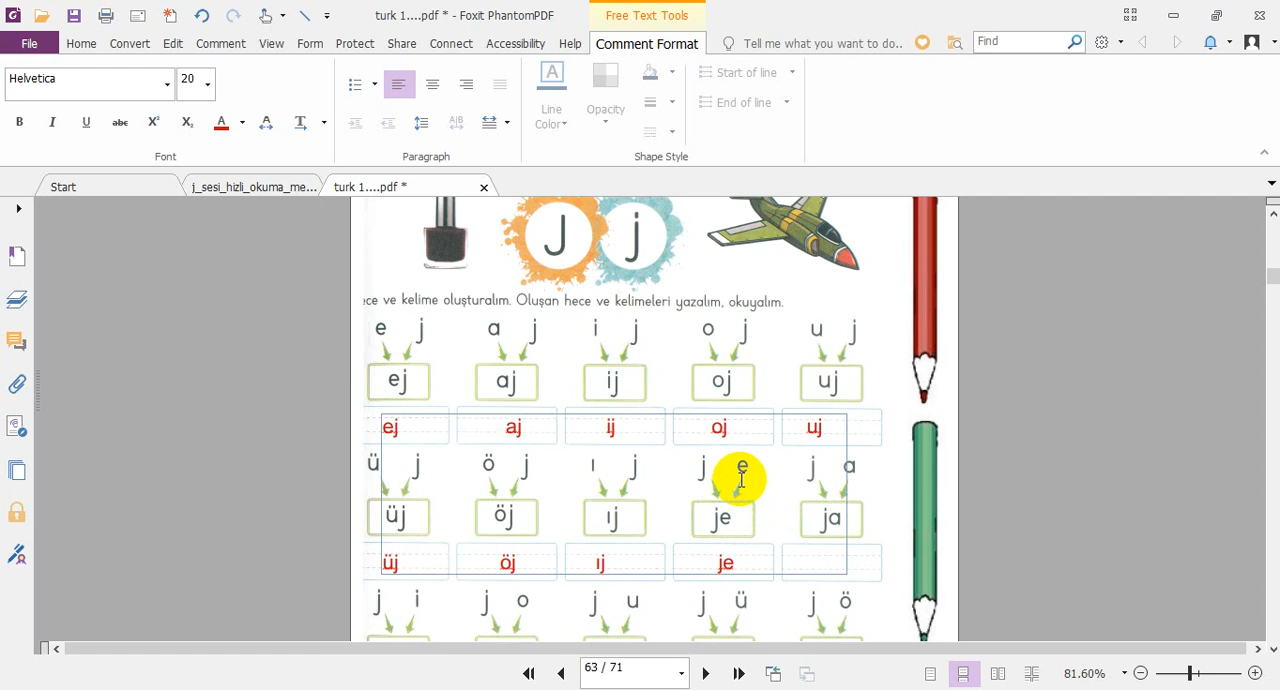 turk 1....pdf * - Foxit PhantomPDF
Free Text Tools
File Home Convert Edit Comment View Form Protect Share Connect Accessibility Help Comment Format Tell me what you want to do.. Find
Helvetica 20
Start of line
End of line
Line Color
Opacity
B I U abc X² X₂ A A T
Font Paragraph Shape Style
Start j_sesi_hizli_okuma_me... turk 1....pdf *
J j
ece ve kelime oluşturalım. Oluşan hece ve kelimeleri yazalım, okuyalım.
e j a j i j o j u j
ej aj ij oj uj
ej aj ij oj uj
ü j ö j ı j j e j a
üj öj ıj je ja
üj öj ıj je
j i j o j u j ü j ö
63 / 71 81.60%